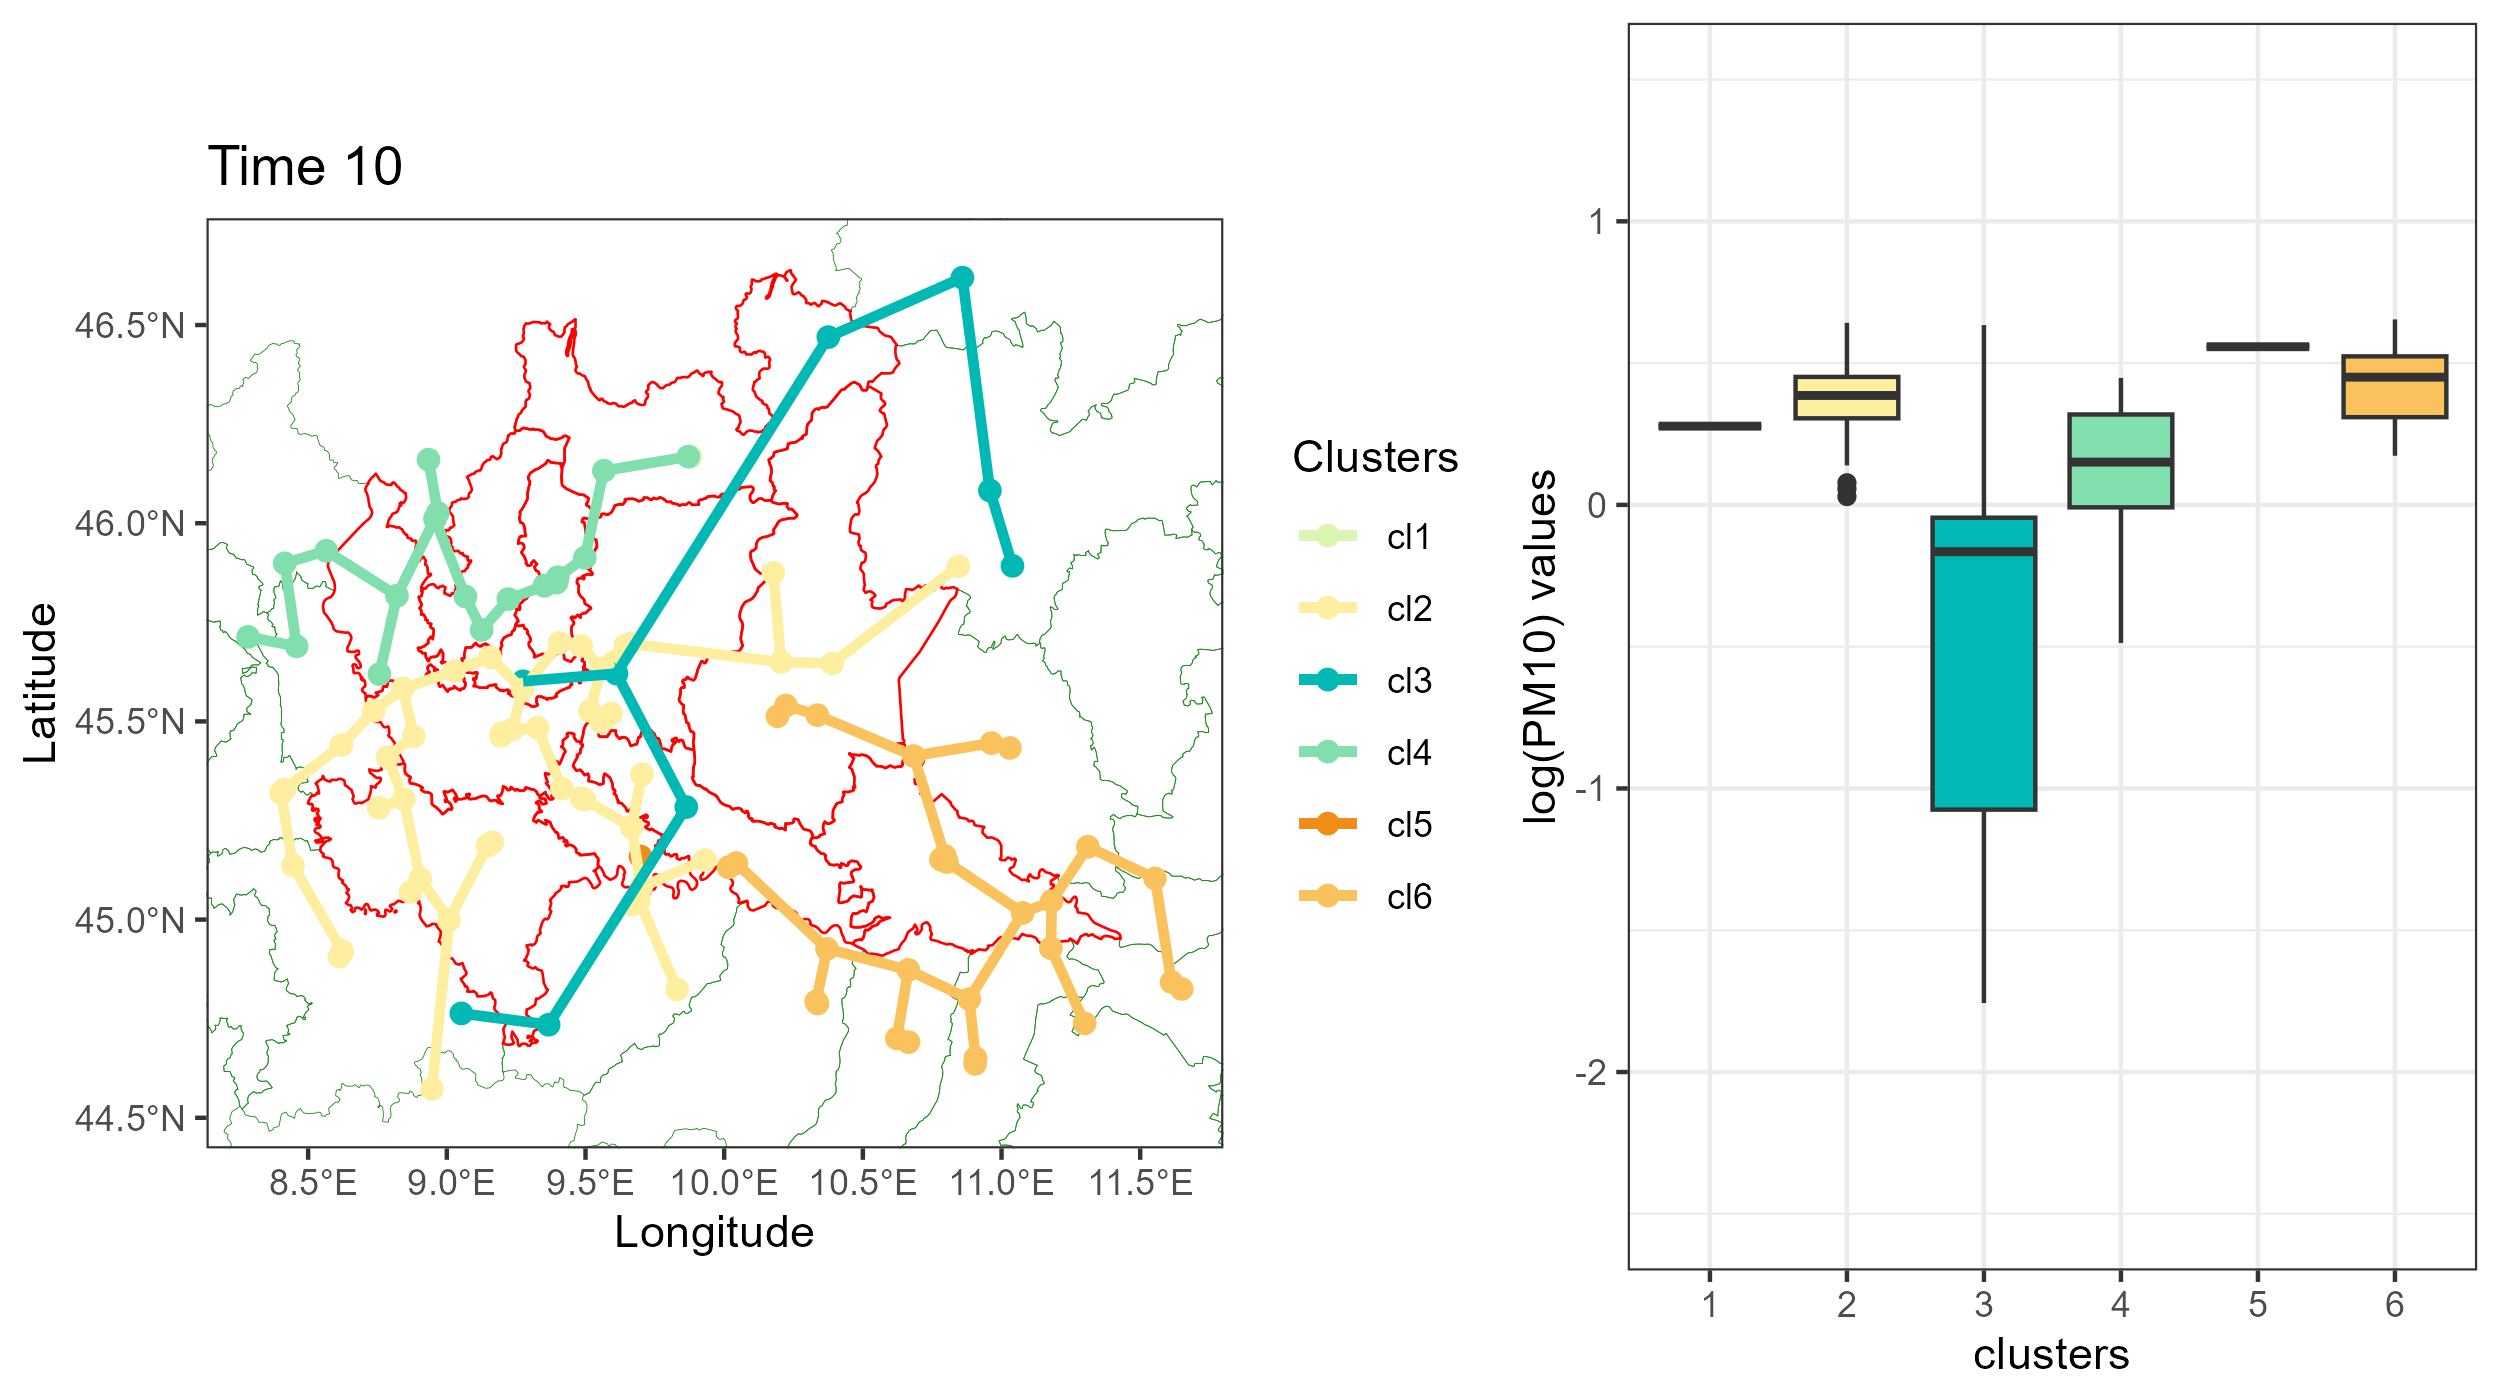 Time 10
46.5°N
46.0°N
45.5°N
45.0°N
44.5°N
Latitude
8.5°E 9.0°E 9.5°E 10.0°E 10.5°E 11.0°E 11.5°E
Longitude
Clusters
cl1
cl2
cl3
cl4
cl5
cl6
log(PM10) values
1
0
-1
-2
1 2 3 4 5 6
clusters